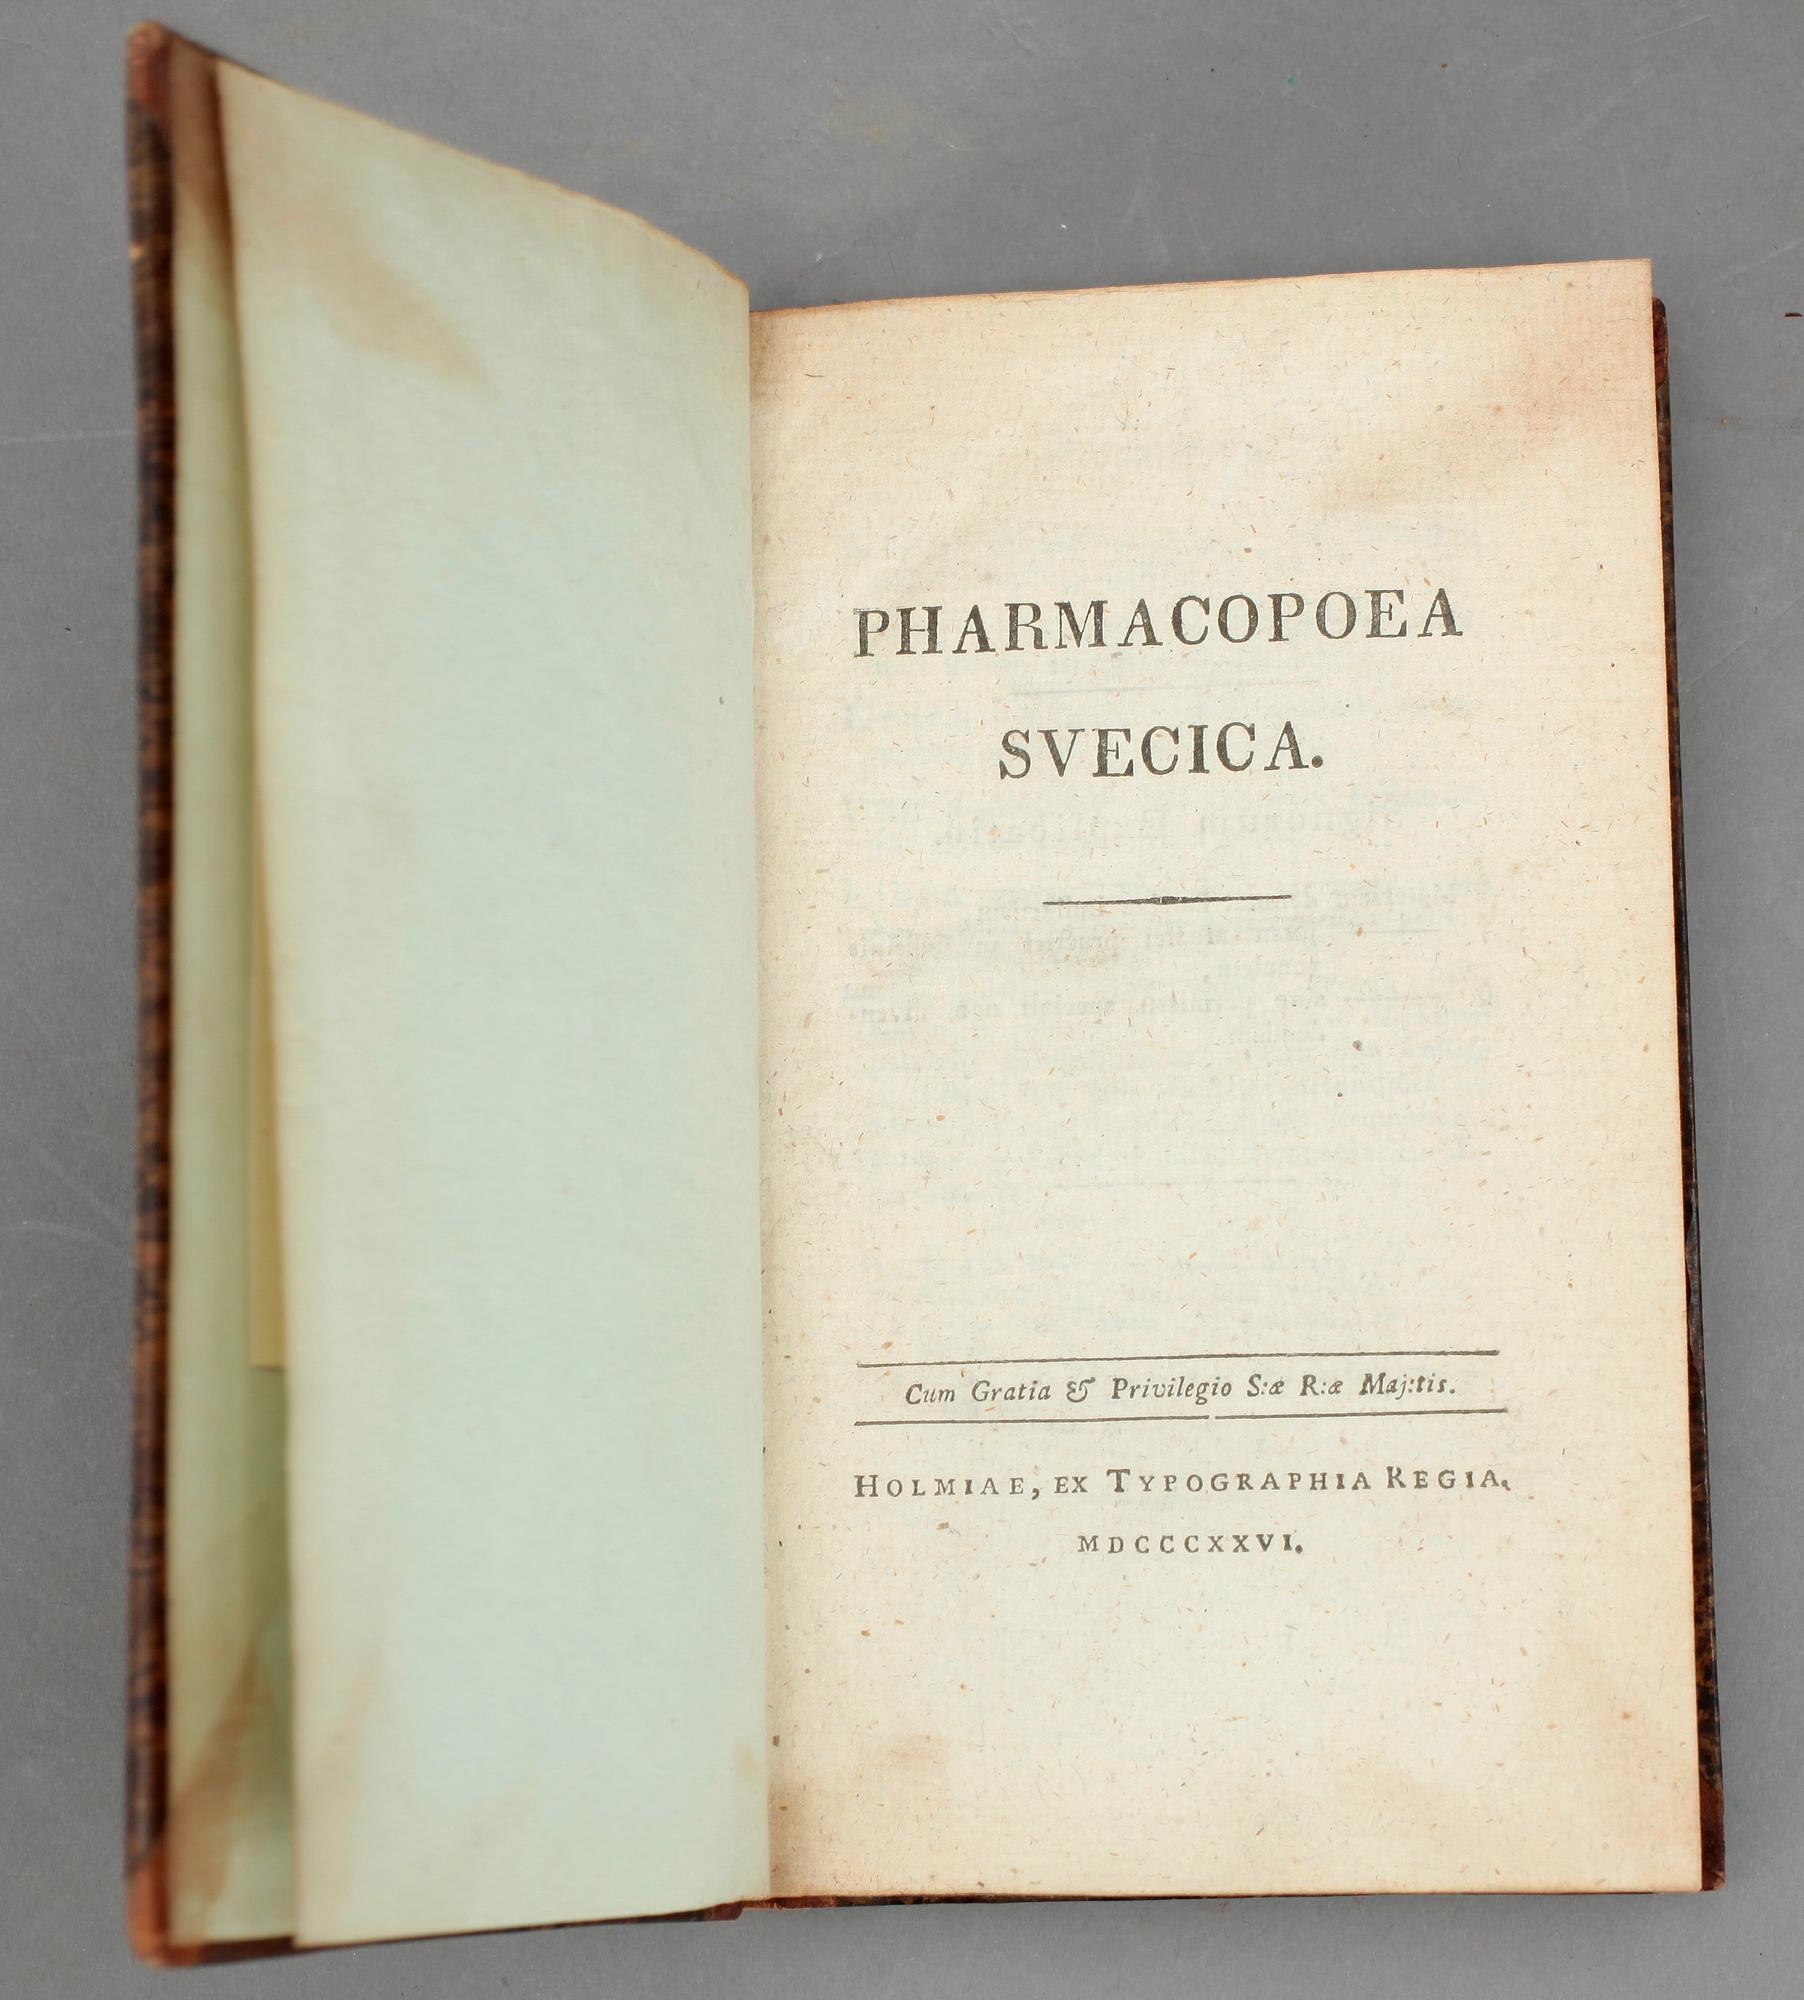 PHARMACOPOEA
SVECICA.
Cum Gratia & Privilegio S:æ R:æ Maj:tis.
HOLMIAE, EX TYPOGRAPHIA REGIA.
MDCCCXXVI.